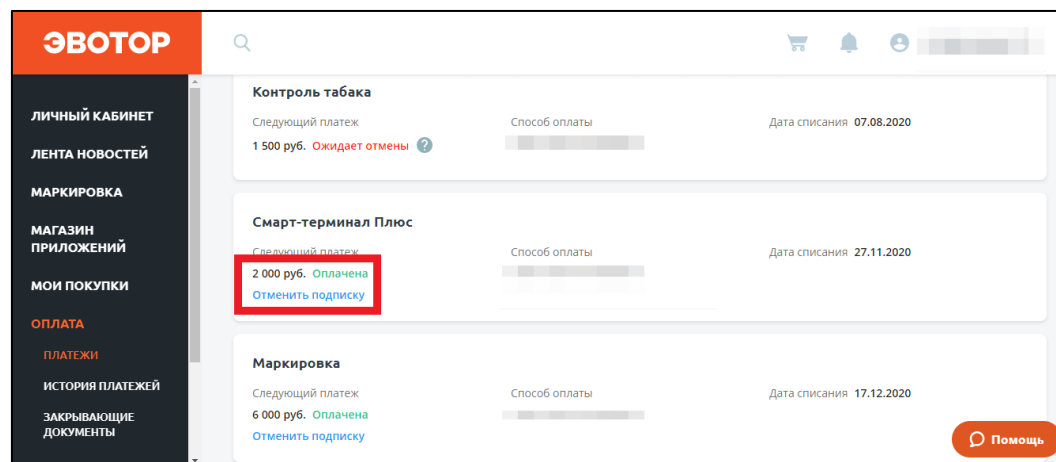 ЭВОТОР
ЛИЧНЫЙ КАБИНЕТ
ЛЕНТА НОВОСТЕЙ
МАРКИРОВКА
МАГАЗИН
ПРИЛОЖЕНИЙ
МОИ ПОКУПКИ
ОПЛАТА
ПЛАТЕЖИ
ИСТОРИЯ ПЛАТЕЖЕЙ
ЗАКРЫВАЮЩИЕ
ДОКУМЕНТЫ
Контроль табака
Следующий платеж Способ оплаты Дата списания 07.08.2020
1 500 руб. Ожидает отмены ?
Смарт-терминал Плюс
Следующий платеж Способ оплаты Дата списания 27.11.2020
2 000 руб. Оплачена
Отменить подписку
Маркировка
Следующий платеж Способ оплаты Дата списания 17.12.2020
6 000 руб. Оплачена
Отменить подписку
Помощь